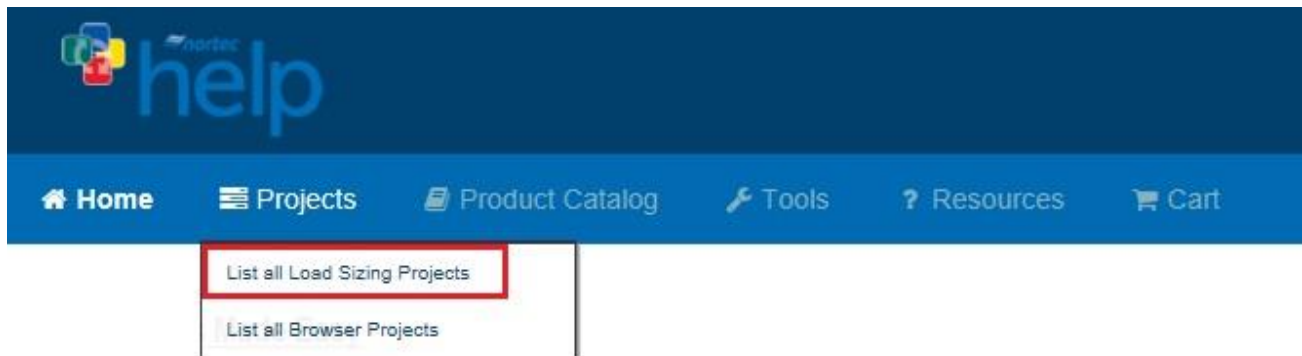 nortec
help
Home Projects Product Catalog Tools ? Resources Cart
List all Load Sizing Projects
List all Browser Projects